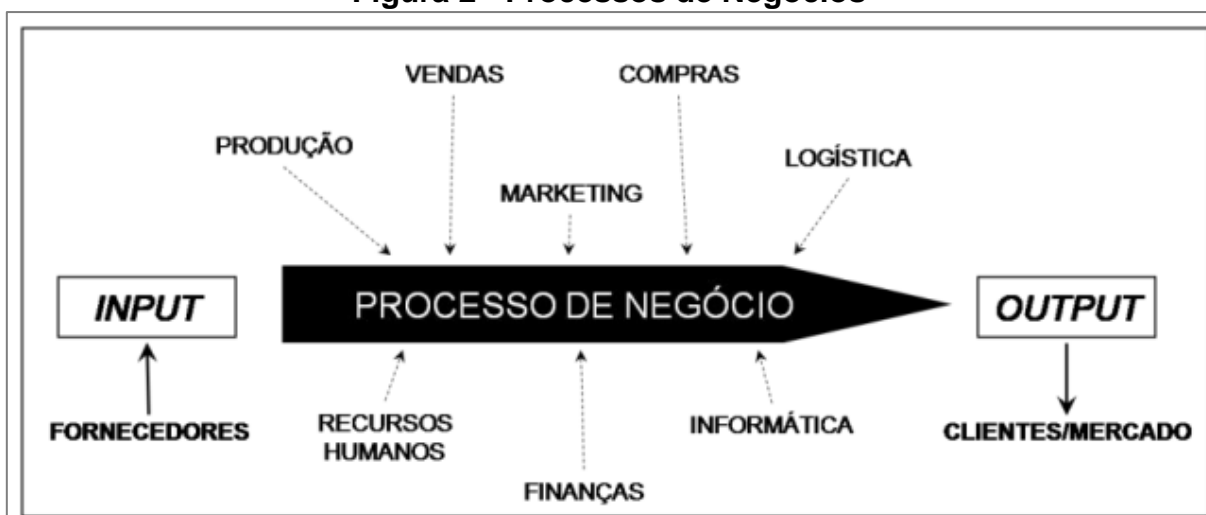 Figura 2 - Processos de Negócios
VENDAS
COMPRAS
PRODUÇÃO
LOGÍSTICA
MARKETING
INPUT
PROCESSO DE NEGÓCIO
OUTPUT
FORNECEDORES
RECURSOS
HUMANOS
INFORMÁTICA
CLIENTES/MERCADO
FINANÇAS